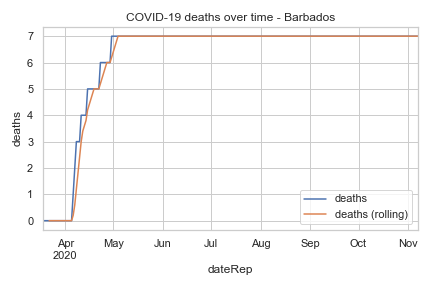 COVID-19 deaths over time - Barbados
7
6
5
4
3
2
1
0
deaths
deaths
deaths (rolling)
Apr May Jun Jul Aug Sep Oct Nov
2020
dateRep